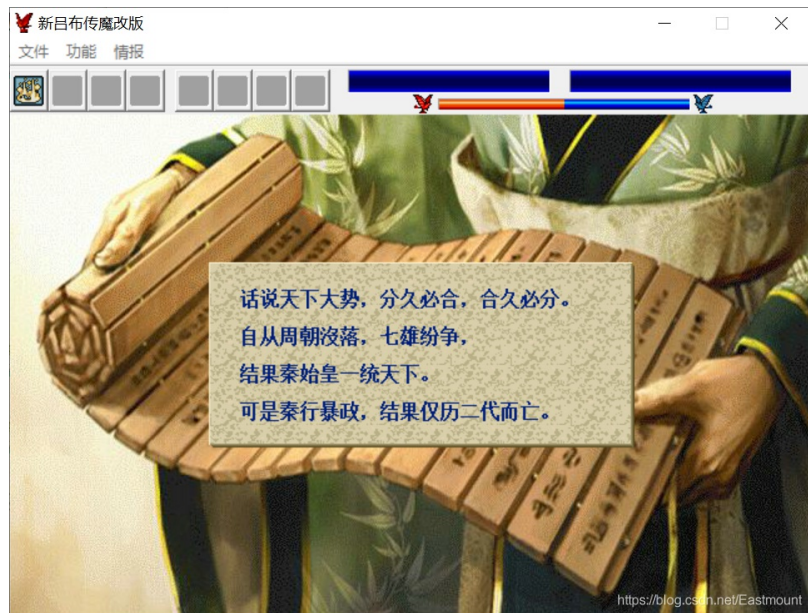 新吕布传魔改版
文件 功能 情报
话说天下大势，分久必合，合久必分。
自从周朝沒落，七雄纷争，
结果秦始皇一统天下。
可是秦行暴政，结果仅历二代而亡。
https://blog.csdn.net/Eastmount